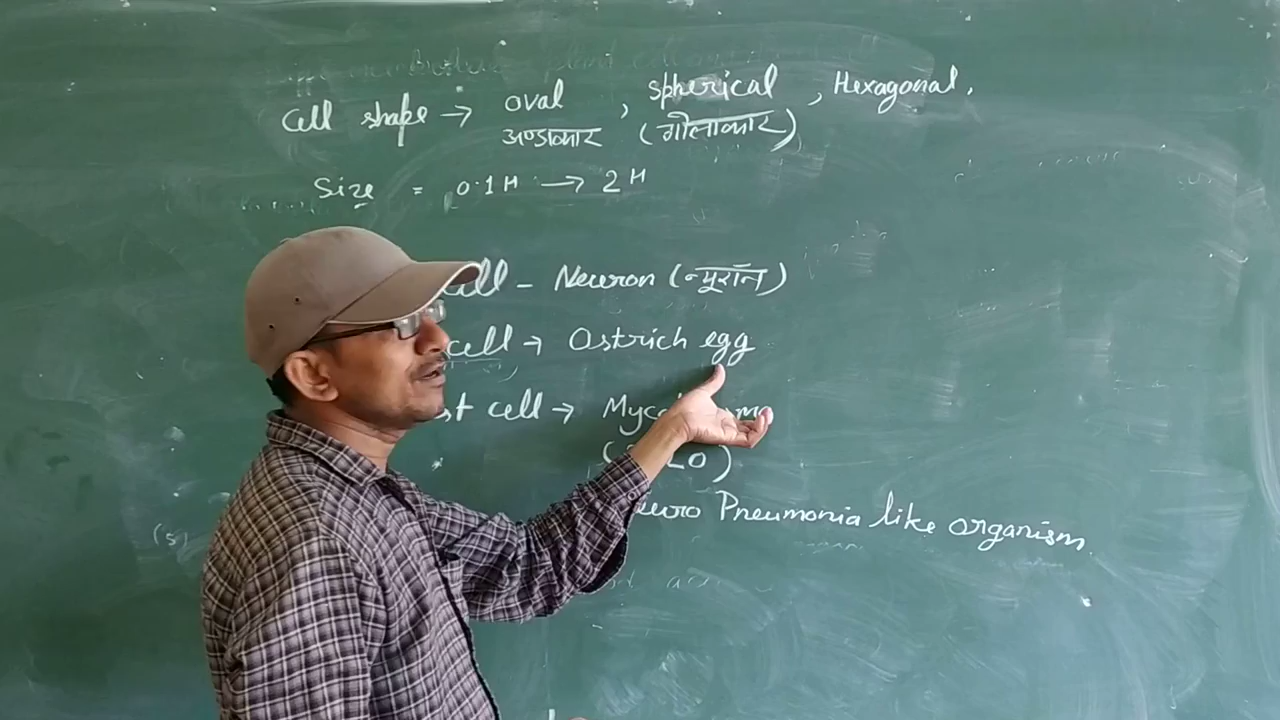 Cell shape → oval , spherical , Hexagonal ,
अण्डाकार (गोलाकार)
Size = 0.1 μ → 2 μ
cell - Neuron (न्यूरॉन)
cell → Ostrich egg
st cell → 
Pneumonia like organism.